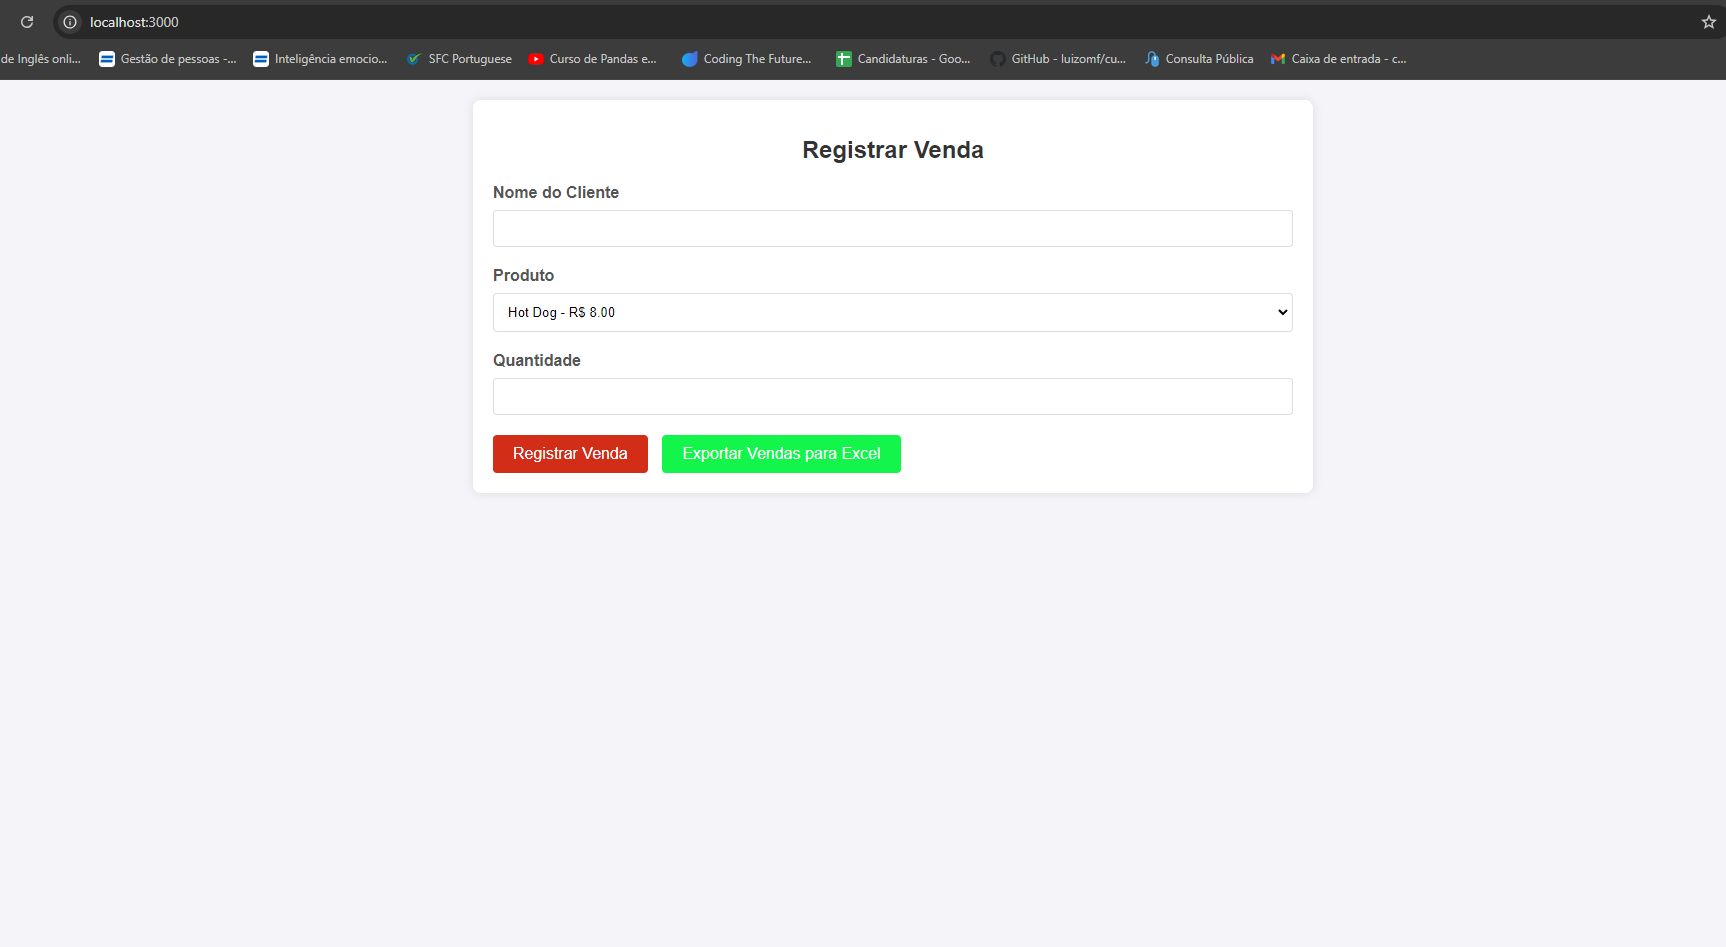 localhost:3000
de Inglês onli... Gestão de pessoas -... Inteligência emocio... SFC Portuguese Curso de Pandas e... Coding The Future... Candidaturas - Goo... GitHub - luizomf/cu... Consulta Pública Caixa de entrada - c...
Registrar Venda
Nome do Cliente
Produto
Hot Dog - R$ 8.00
Quantidade
Registrar Venda Exportar Vendas para Excel